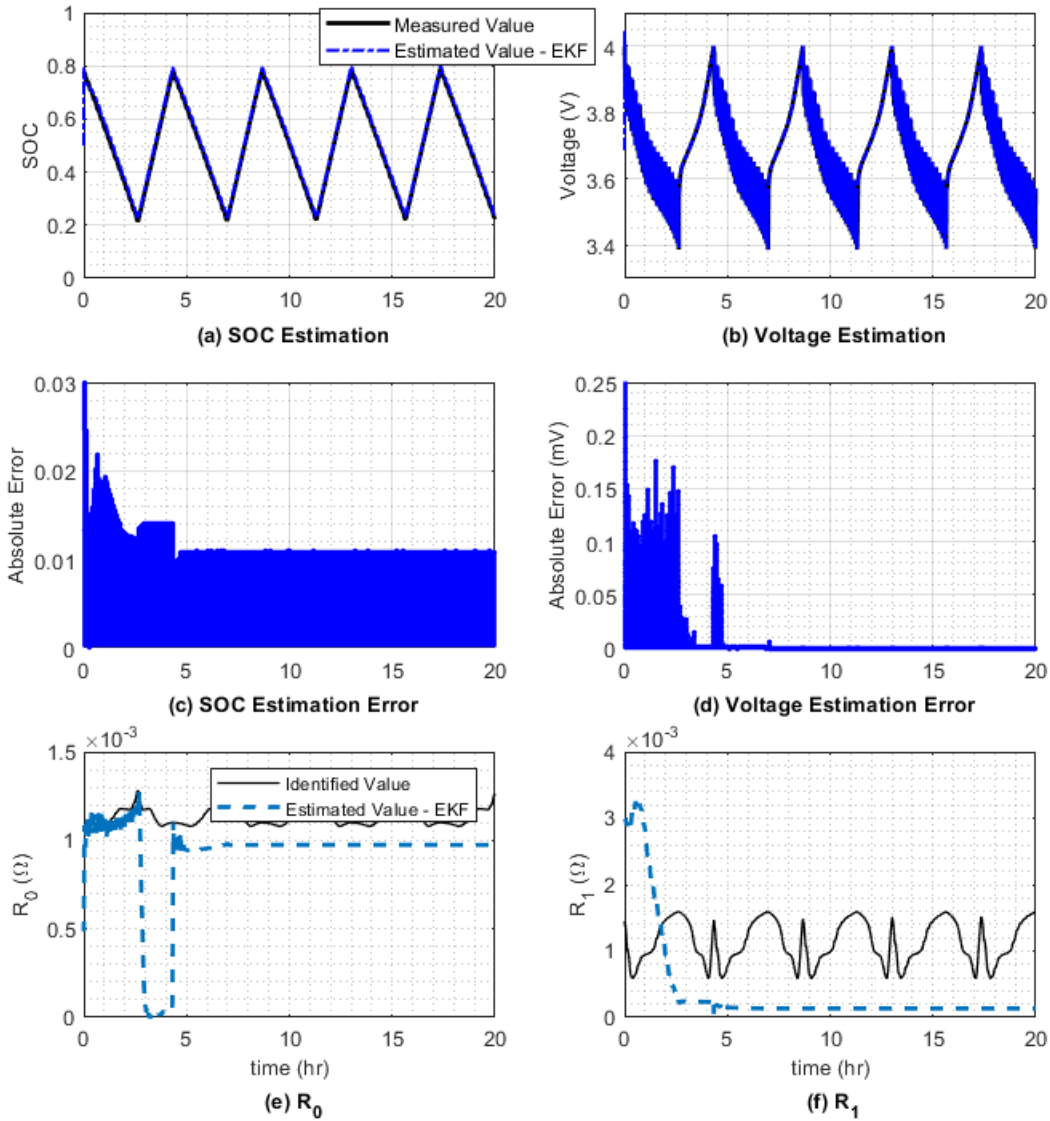 Measured Value
Estimated Value - EKF
1
0.8
0.6
0.4
0.2
0
SOC
0 5 10 15 20
(a) SOC Estimation
4
3.8
3.6
3.4
Voltage (V)
0 5 10 15 20
(b) Voltage Estimation
0.03
0.02
0.01
0
Absolute Error
0 5 10 15 20
(c) SOC Estimation Error
0.25
0.2
0.15
0.1
0.05
0
Absolute Error (mV)
0 5 10 15 20
(d) Voltage Estimation Error
×10⁻³
1.5
1
0.5
0
R₀ (Ω)
Identified Value
Estimated Value - EKF
0 5 10 15 20
time (hr)
(e) R₀
×10⁻³
4
3
2
1
0
R₁ (Ω)
0 5 10 15 20
time (hr)
(f) R₁